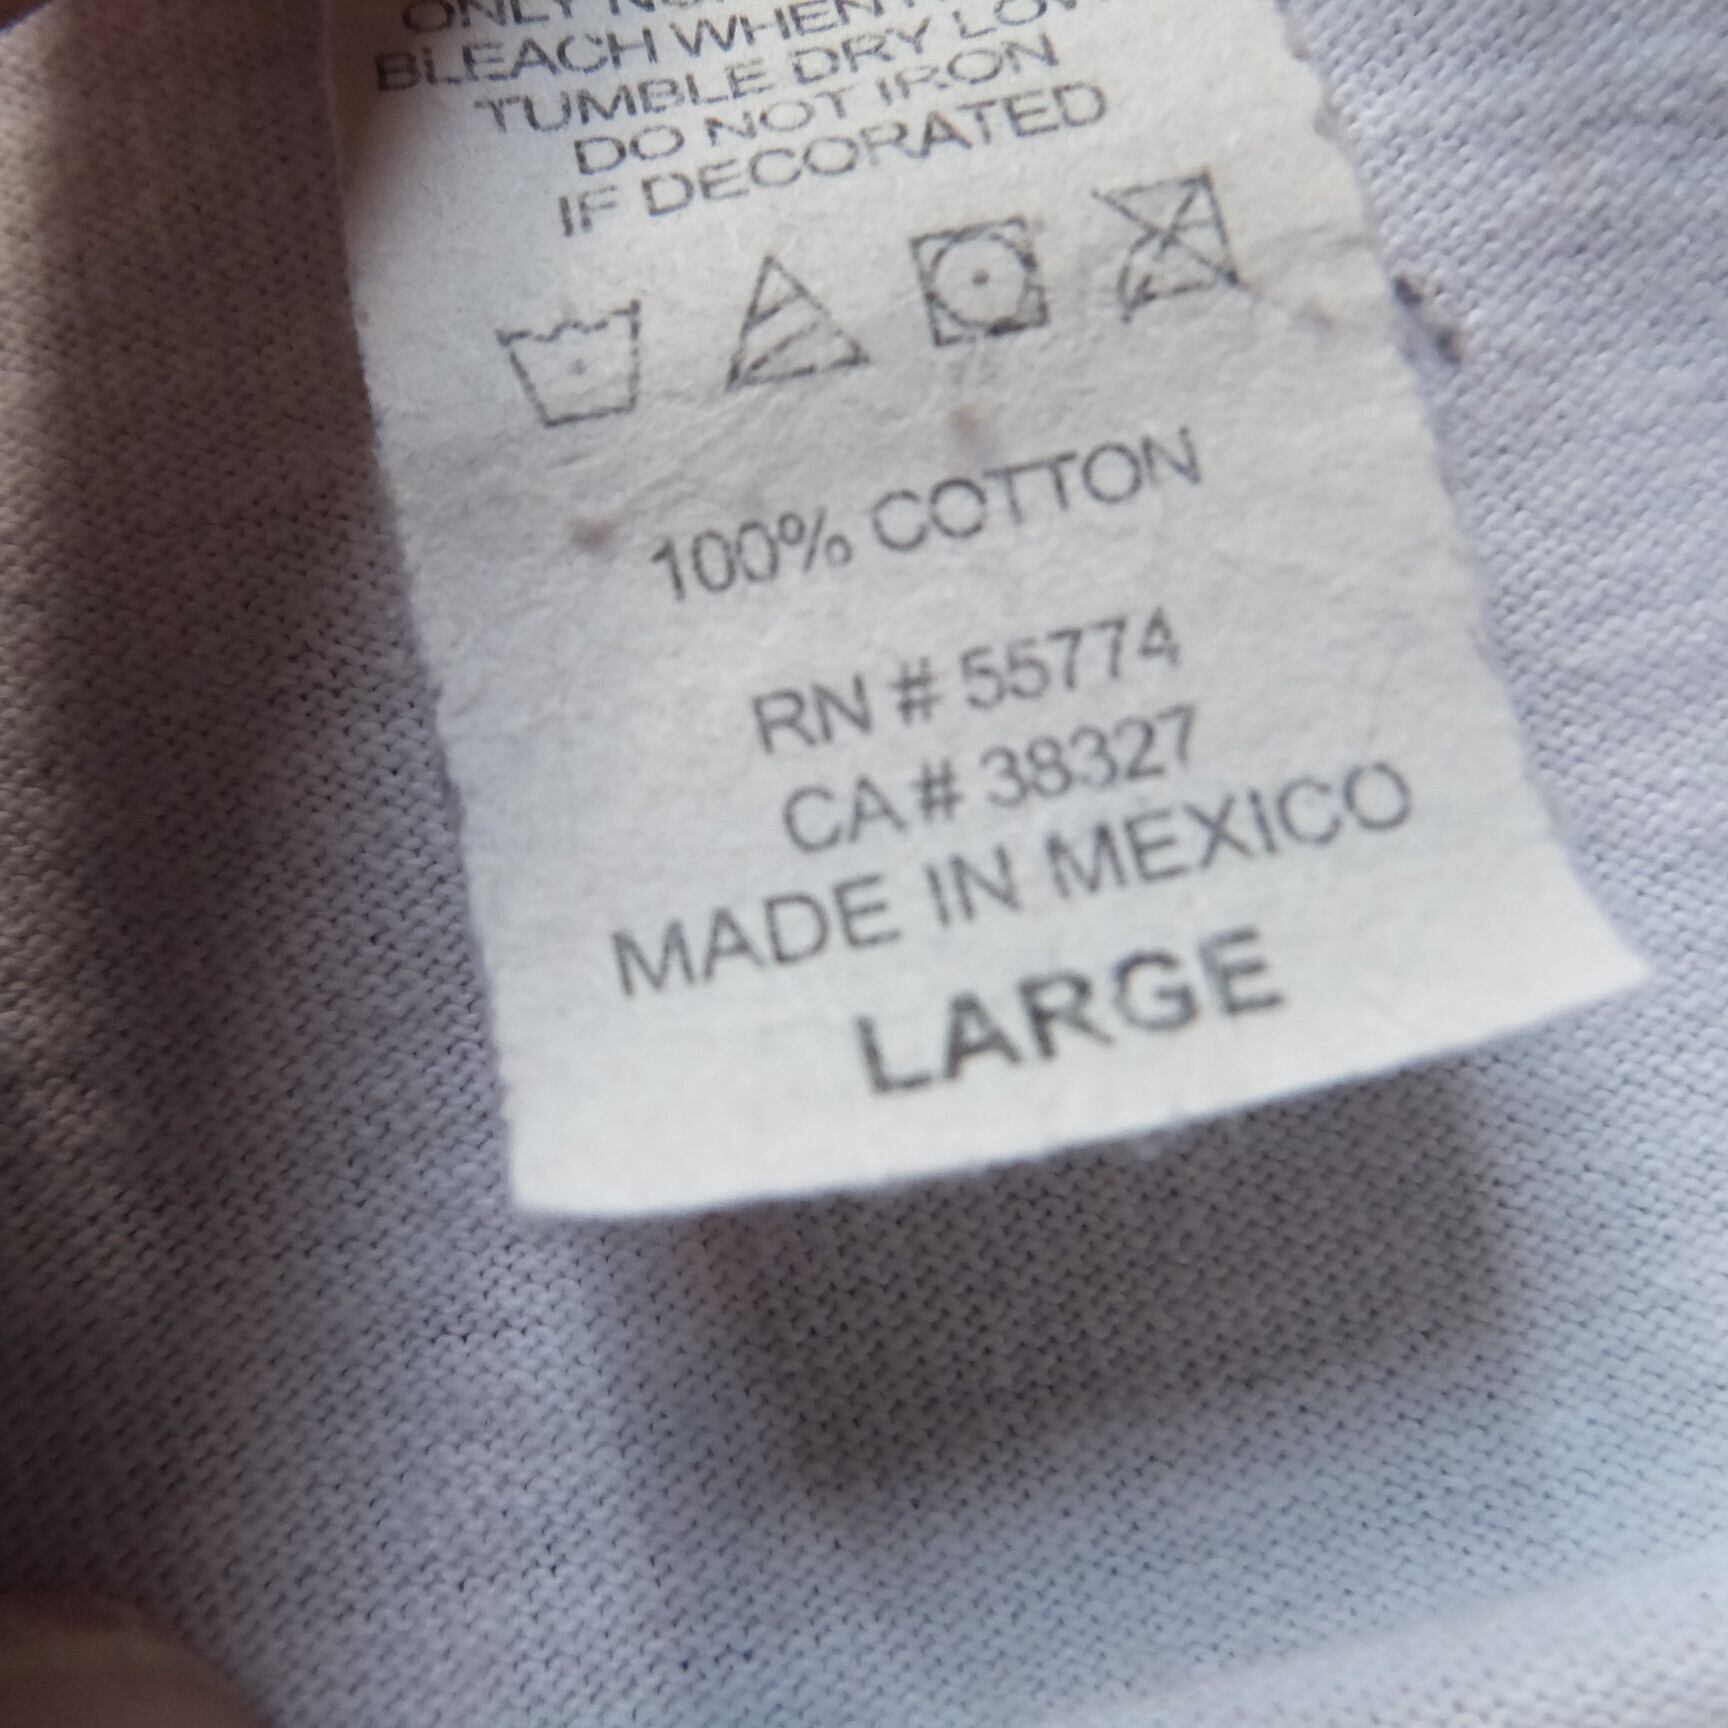 ONLY
BLEACH WHEN
TUMBLE DRY LOW
DO NOT IRON
IF DECORATED
100% COTTON
RN # 55774
CA # 38327
MADE IN MEXICO
LARGE